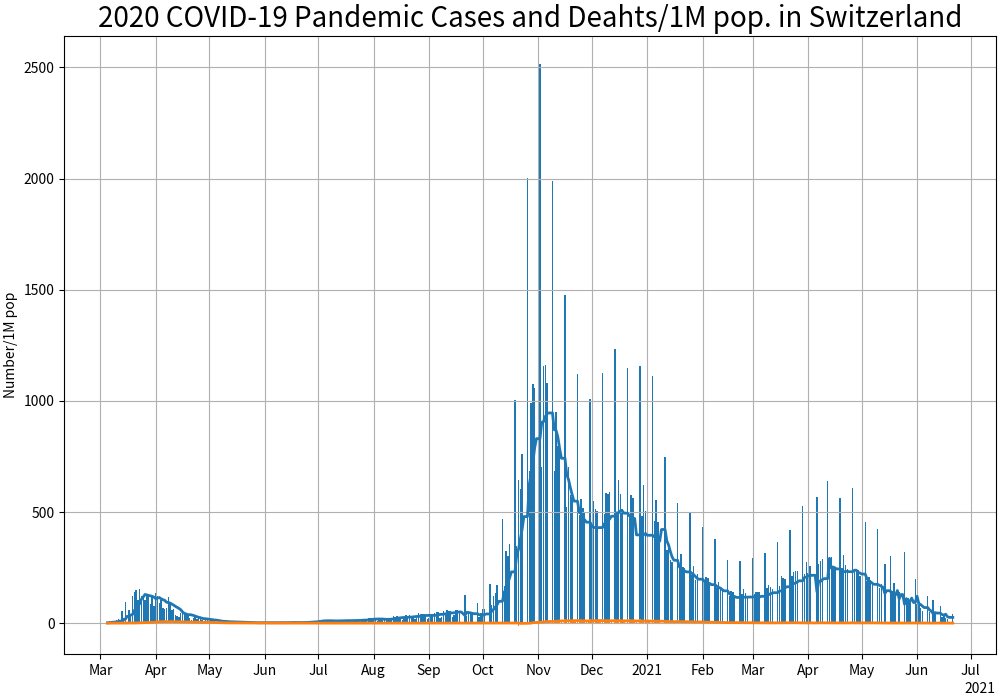 2020 COVID-19 Pandemic Cases and Deahts/1M pop. in Switzerland
Number/1M pop
2500
2000
1500
1000
500
0
Mar Apr May Jun Jul Aug Sep Oct Nov Dec 2021 Feb Mar Apr May Jun Jul
2021